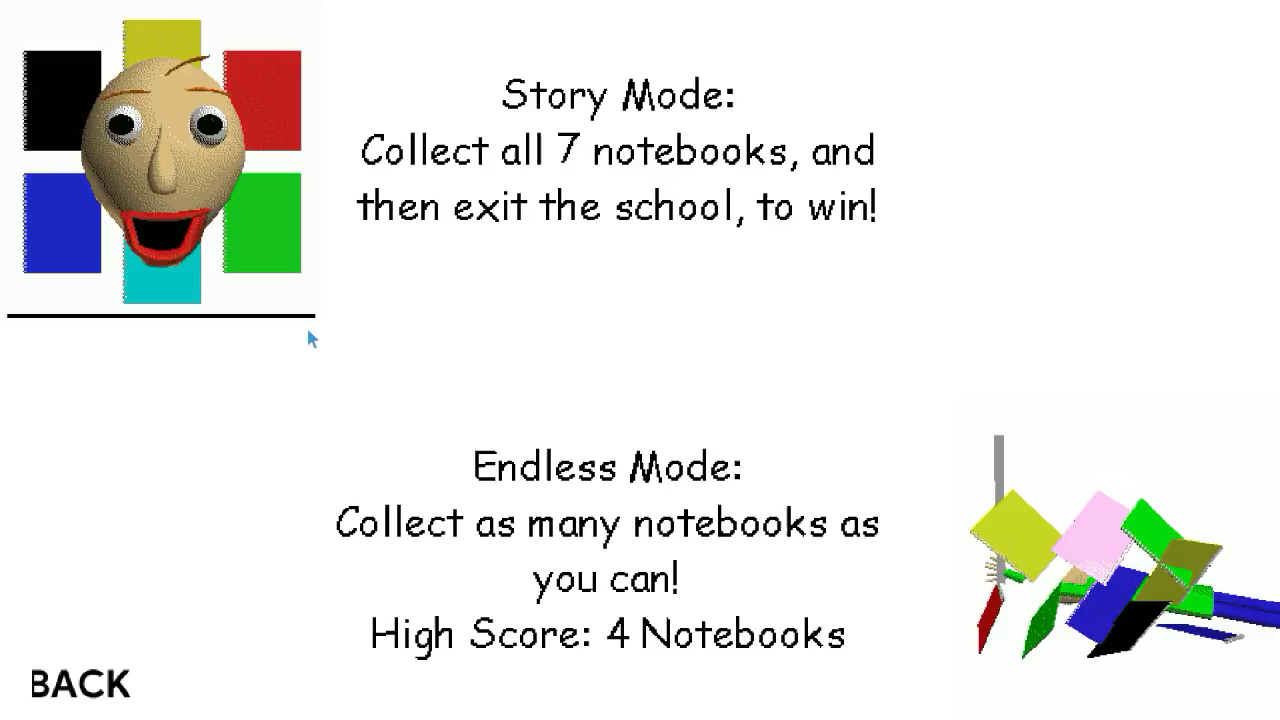 Story Mode:
Collect all 7 notebooks, and
then exit the school, to win!
Endless Mode:
Collect as many notebooks as
you can!
High Score: 4 Notebooks
BACK